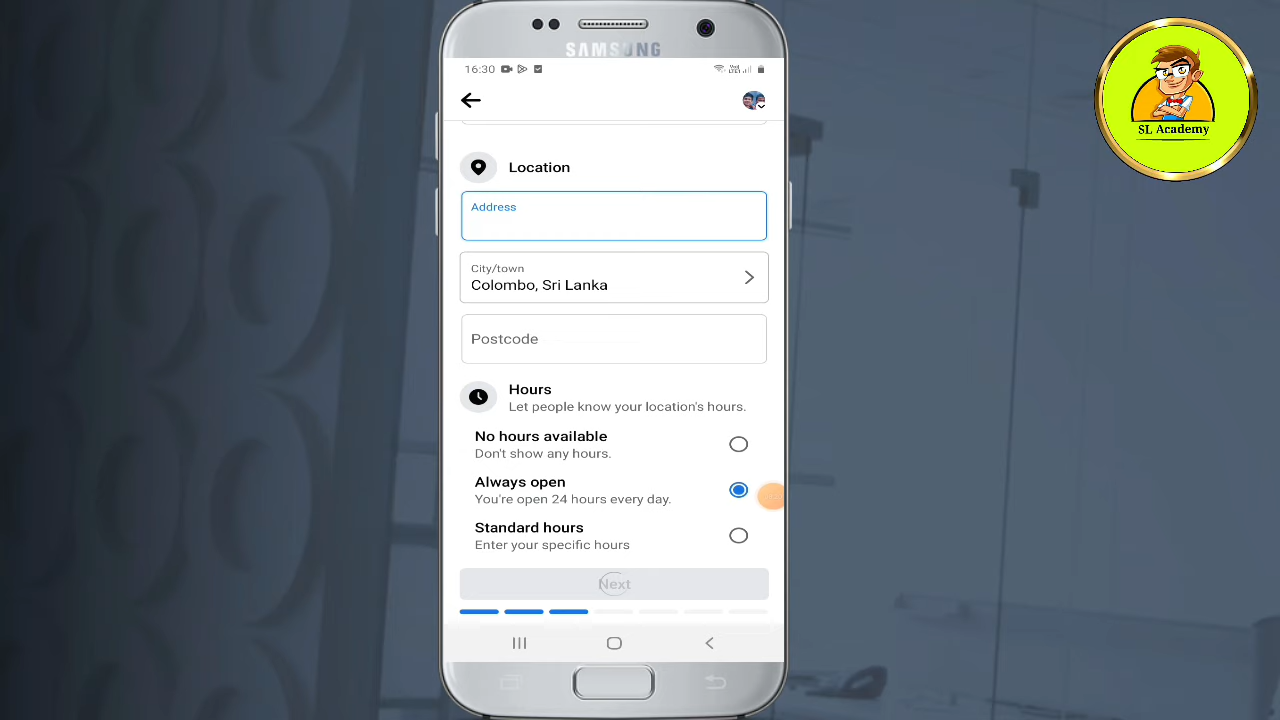 SAMSUNG
16:30
SL Academy
Location
Address
City/town
Colombo, Sri Lanka
Postcode
Hours
Let people know your location's hours.
No hours available
Don't show any hours.
Always open
You're open 24 hours every day.
Standard hours
Enter your specific hours
Next